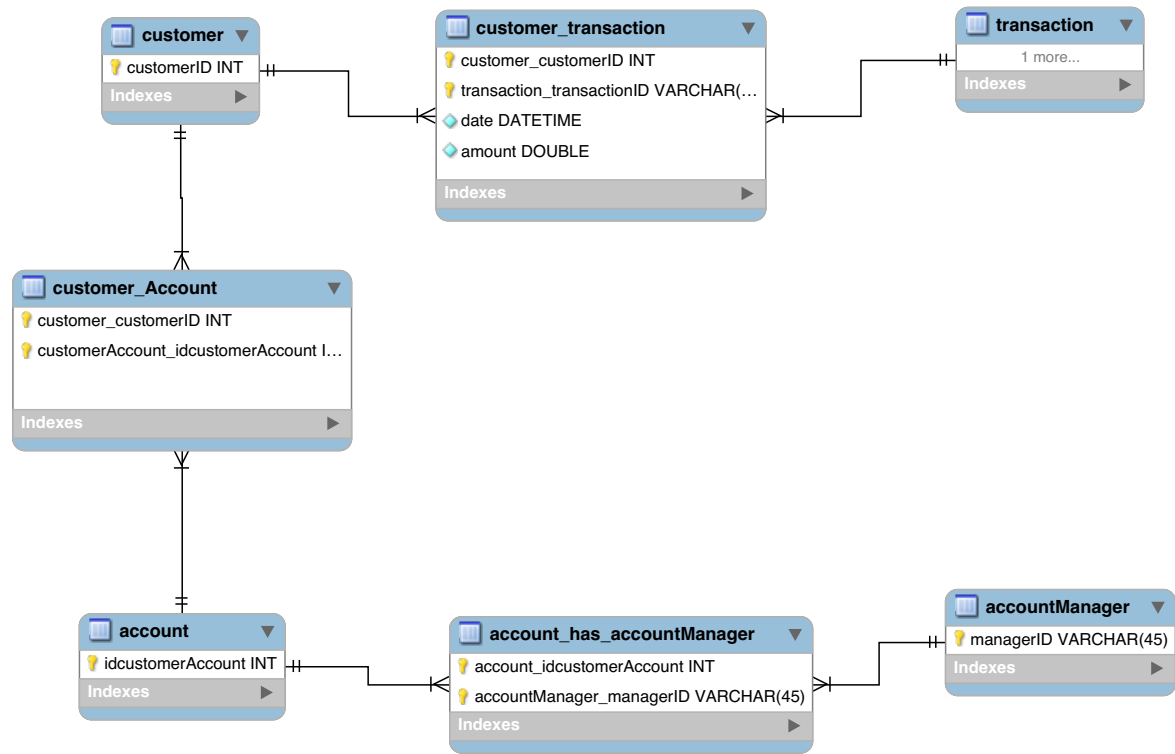 customer
customerID INT
Indexes
customer_transaction
customer_customerID INT
transaction_transactionID VARCHAR(…
date DATETIME
amount DOUBLE
Indexes
transaction
1 more...
Indexes
customer_Account
customer_customerID INT
customerAccount_idcustomerAccount I…
Indexes
account
idcustomerAccount INT
Indexes
account_has_accountManager
account_idcustomerAccount INT
accountManager_managerID VARCHAR(45)
Indexes
accountManager
managerID VARCHAR(45)
Indexes